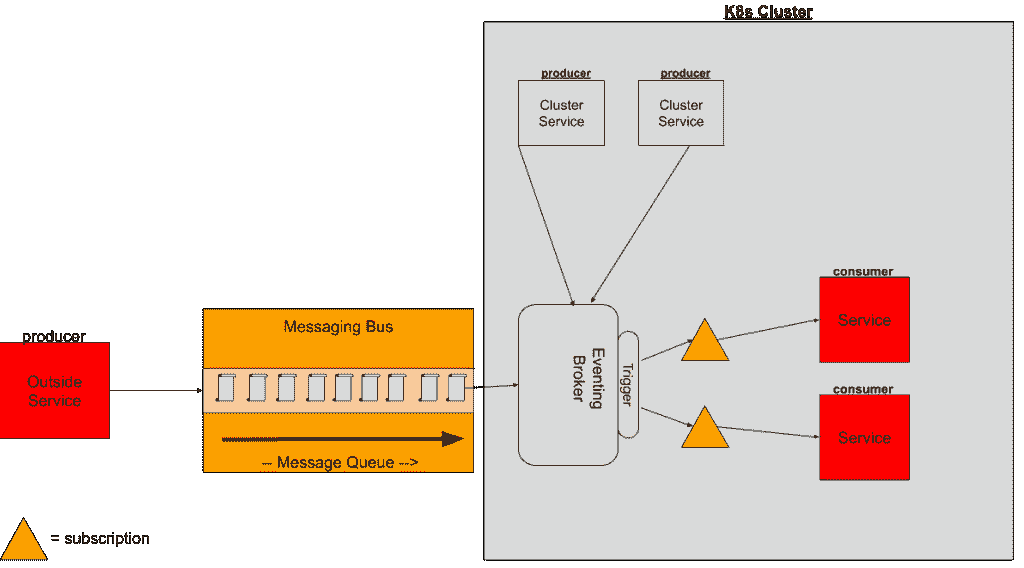 K8s Cluster
producer
producer
Cluster
Service
Cluster
Service
consumer
Service
Messaging Bus
producer
Outside
Service
Eventing
Broker
Trigger
consumer
Service
-- Message Queue -->
= subscription